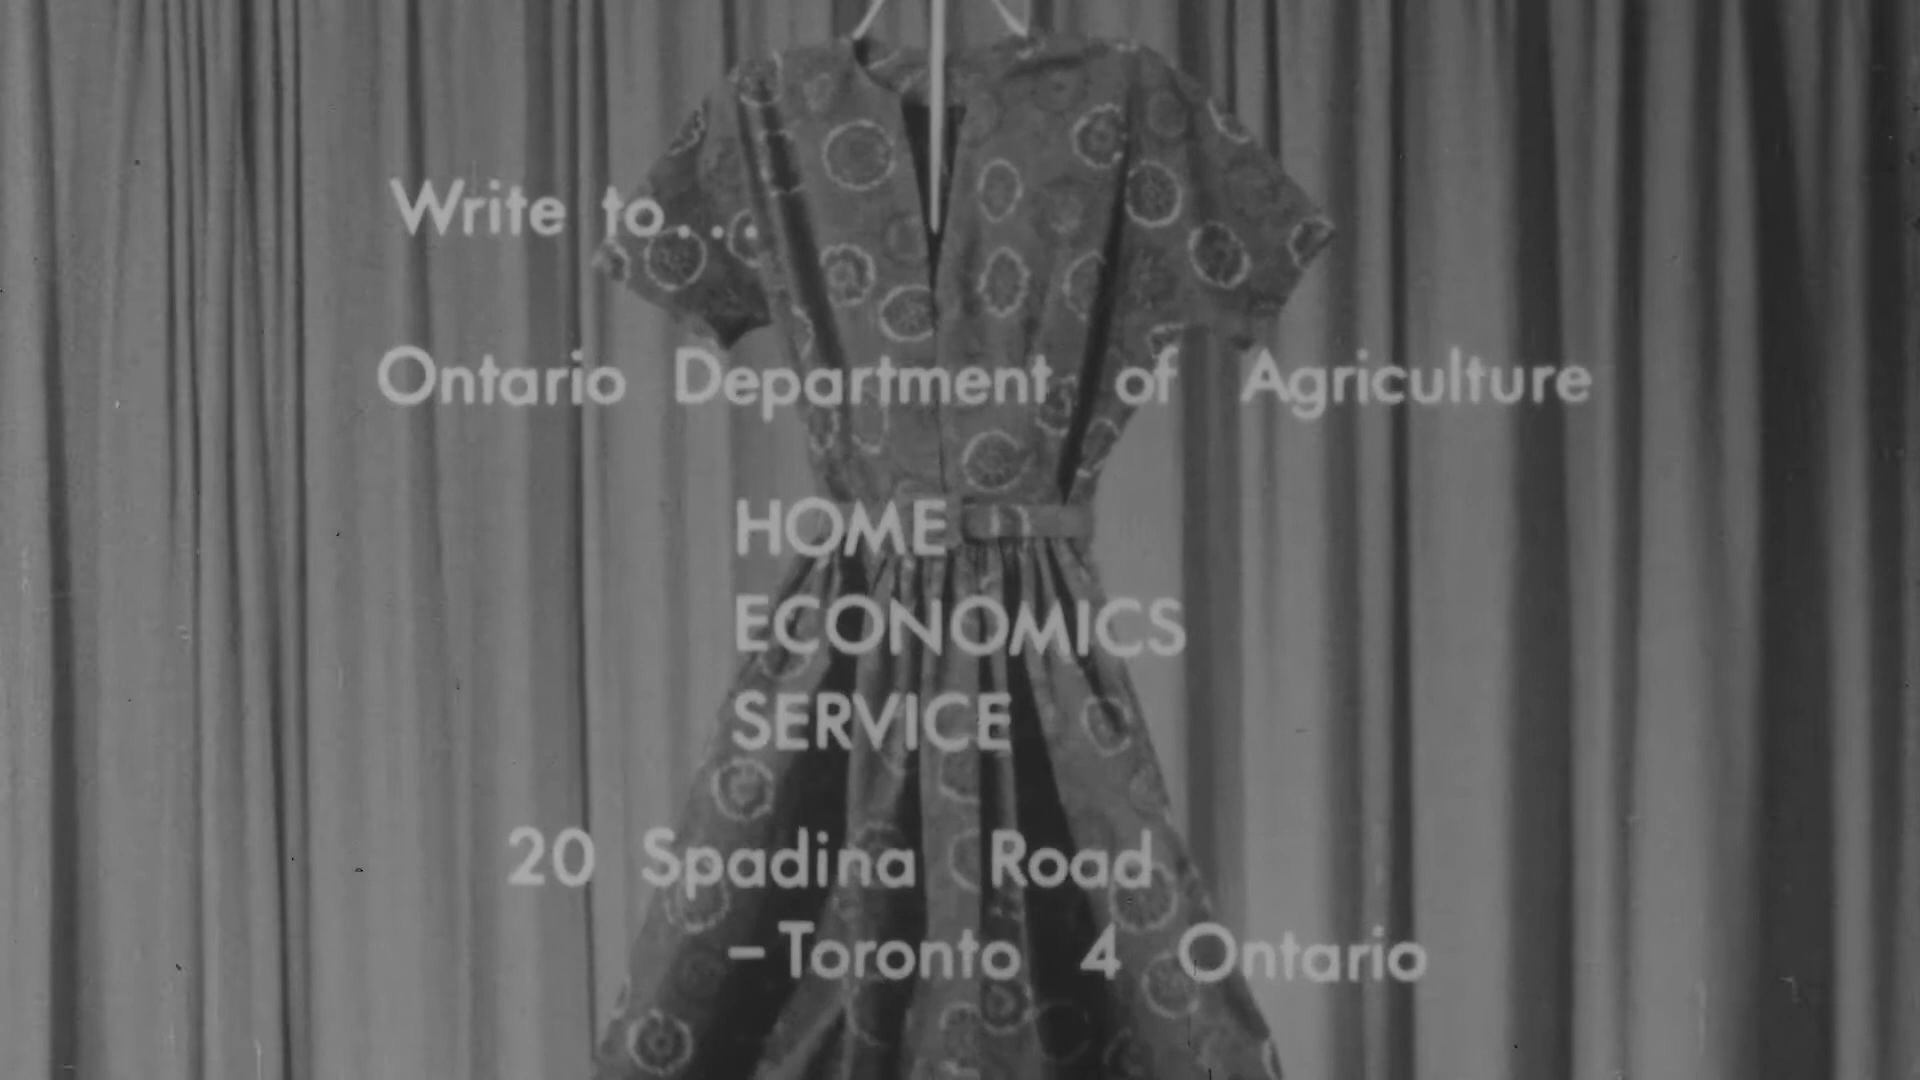 Write to...
Ontario Department of Agriculture
HOME
ECONOMICS
SERVICE
20 Spadina Road
-Toronto 4 Ontario